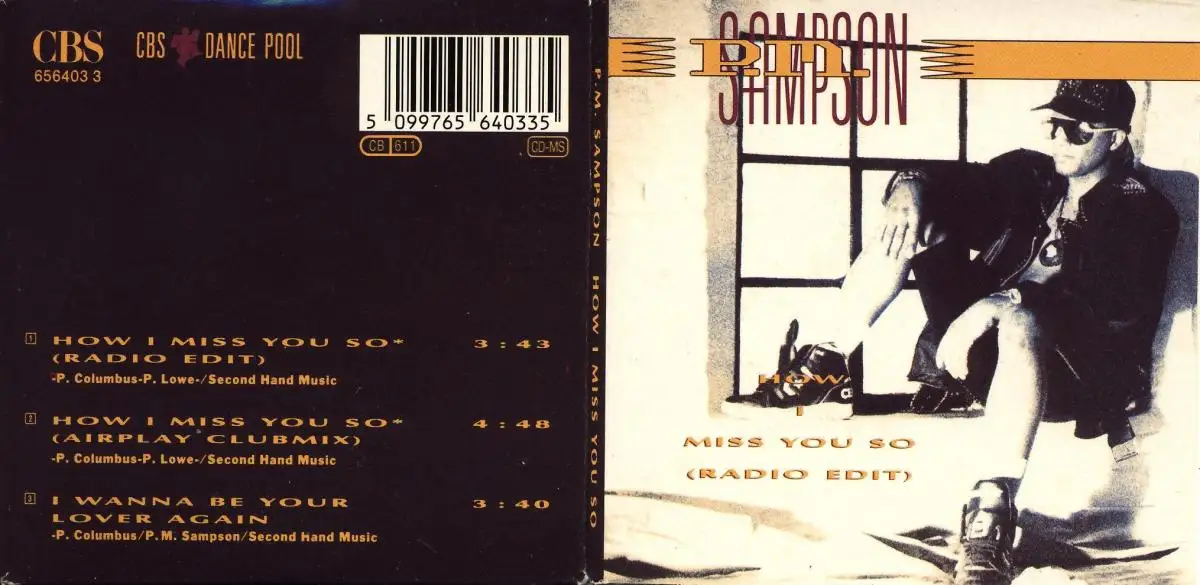 CBS
656403 3
CBS DANCE POOL
5 099765 640335
CB 611
CD-MS
1 HOW I MISS YOU SO* 3:43
(RADIO EDIT)
-P. Columbus-P. Lowe-/Second Hand Music
2 HOW I MISS YOU SO* 4:48
(AIRPLAY CLUBMIX)
-P. Columbus-P. Lowe-/Second Hand Music
3 I WANNA BE YOUR 3:40
LOVER AGAIN
-P. Columbus/P.M. Sampson/Second Hand Music
P.M. SAMPSON HOW I MISS YOU SO
P.M.
SAMPSON
HOW
I
MISS YOU SO
(RADIO EDIT)